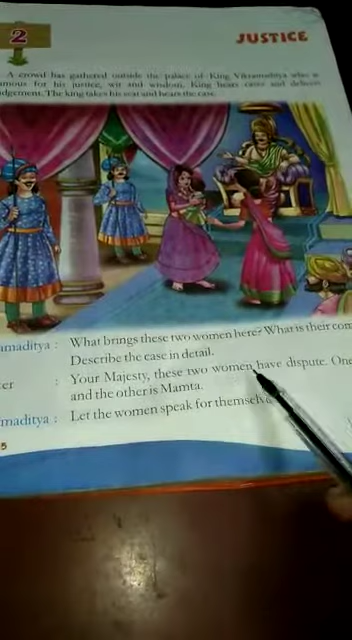 2
JUSTICE
A crowd has gathered outside the palace of King Vikramaditya who is
famous for his justice, wit and wisdom. King hears cases and delivers
judgement. The king takes his seat and hears the case.
amaditya : What brings these two women here? What is their com
Describe the case in detail.
er : Your Majesty, these two women have dispute. One
and the other is Mamta.
maditya : Let the women speak for themsel
5